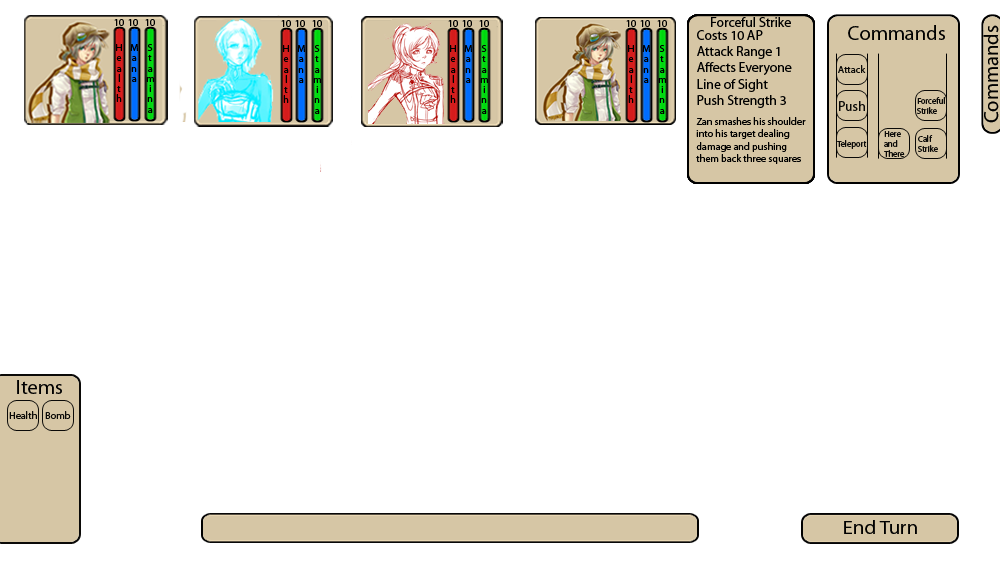 10 10 10
Health
Mana
Stamina
10 10 10
Health
Mana
Stamina
10 10 10
Health
Mana
Stamina
10 10 10
Health
Mana
Stamina
Forceful Strike
Costs 10 AP
Attack Range 1
Affects Everyone
Line of Sight
Push Strength 3
Zan smashes his shoulder
into his target dealing
damage and pushing
them back three squares
Commands
Attack
Push
Forceful
Strike
Teleport
Here
and
There
Calf
Strike
Commands
Items
Health
Bomb
End Turn